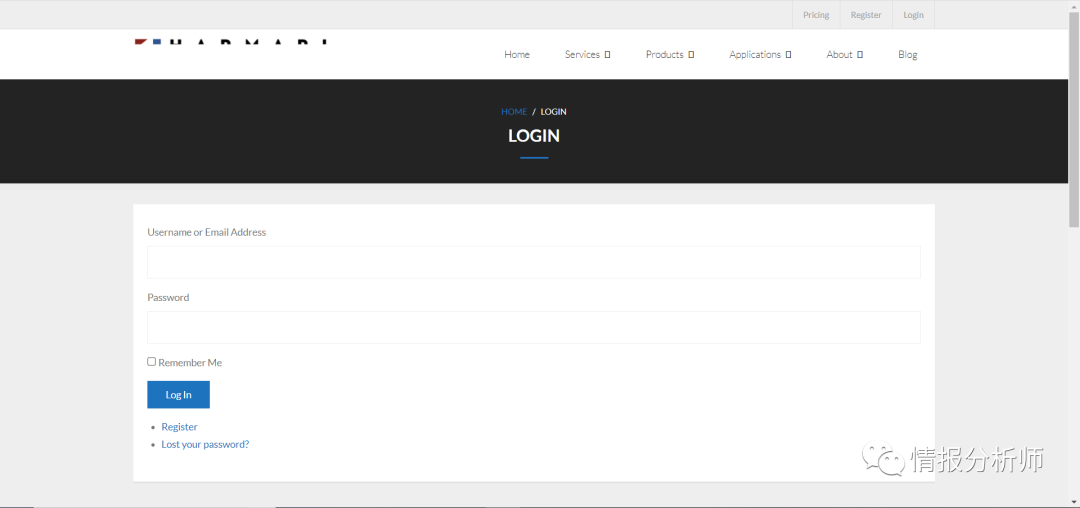 Pricing Register Login
Home Services Products Applications About Blog
HOME / LOGIN
LOGIN
Username or Email Address
Password
Remember Me
Log In
Register
Lost your password?
情报分析师